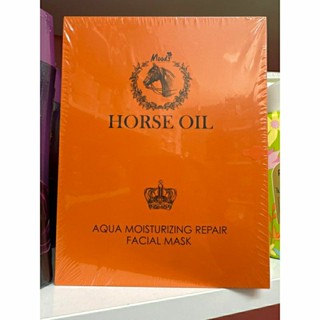 HORSE OIL
AQUA MOISTURIZING REPAIR
FACIAL MASK